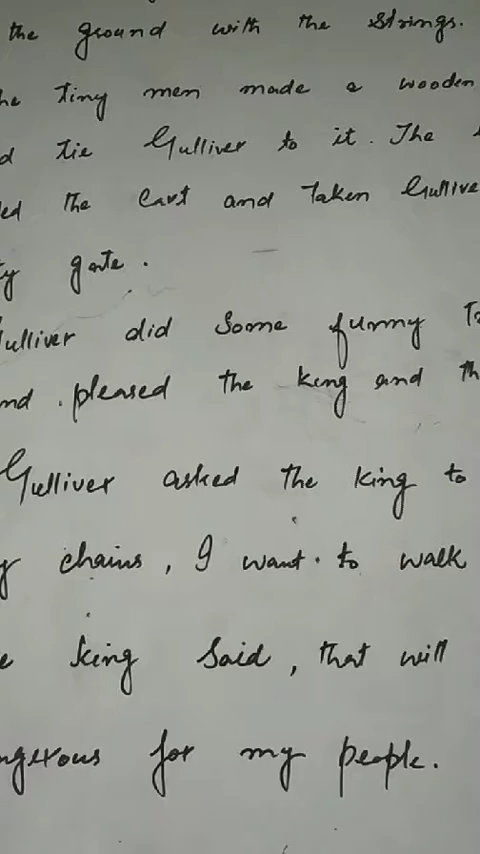 the ground with the strings.
he tiny men made a wooden
d tie Gulliver to it. The
ed the Cart and Taken Gullive
y gate.
ulliver did Some funny
nd pleased the king and th
Gulliver asked the king to
y chains, I want to walk
e king Said, that will
ngerous for my people.